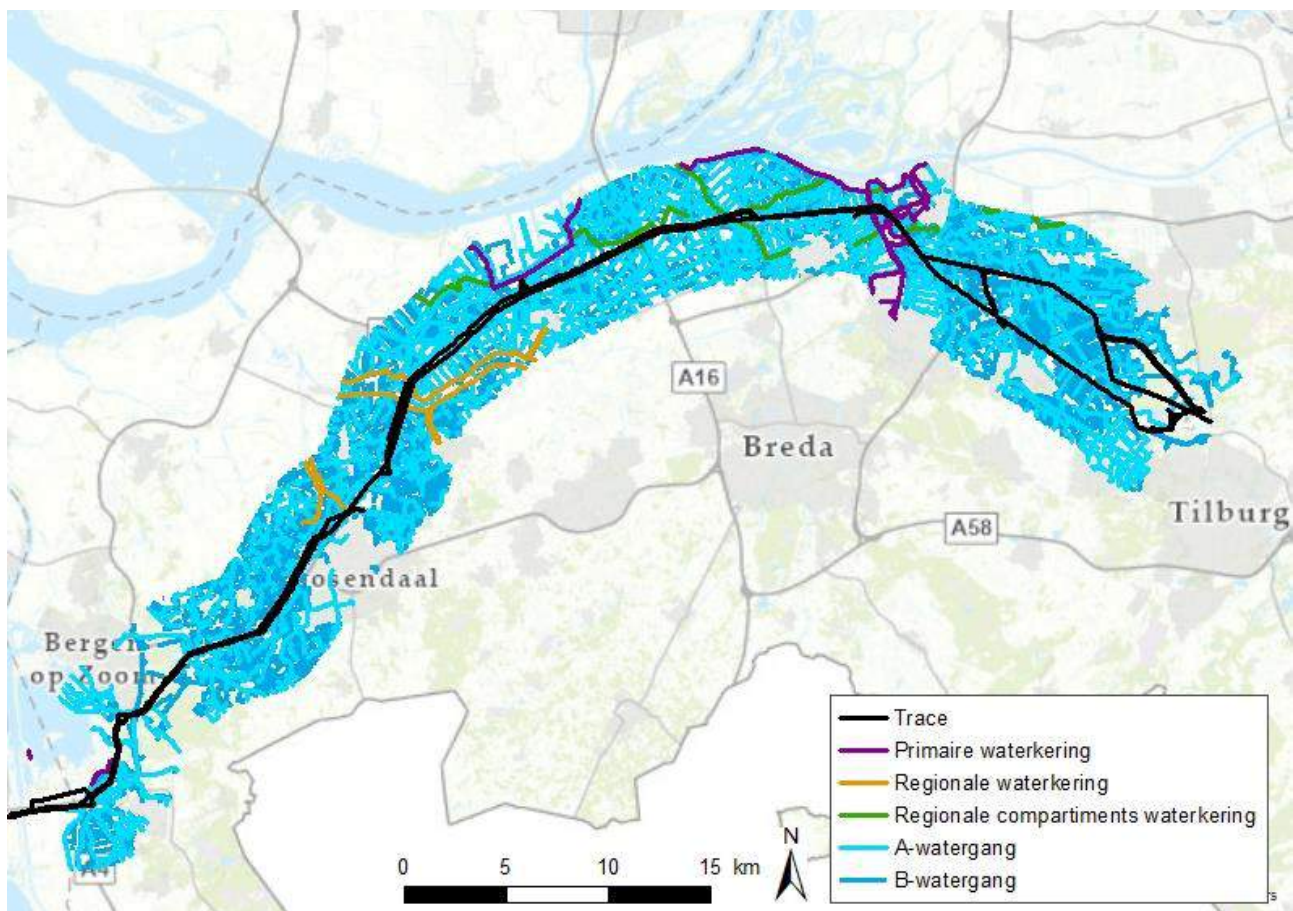 A16
Breda
A58
Tilburg
osendaal
Bergen
op Zoom
A4
Trace
Primaire waterkering
Regionale waterkering
Regionale compartiments waterkering
A-watergang
B-watergang
N
0 5 10 15 km